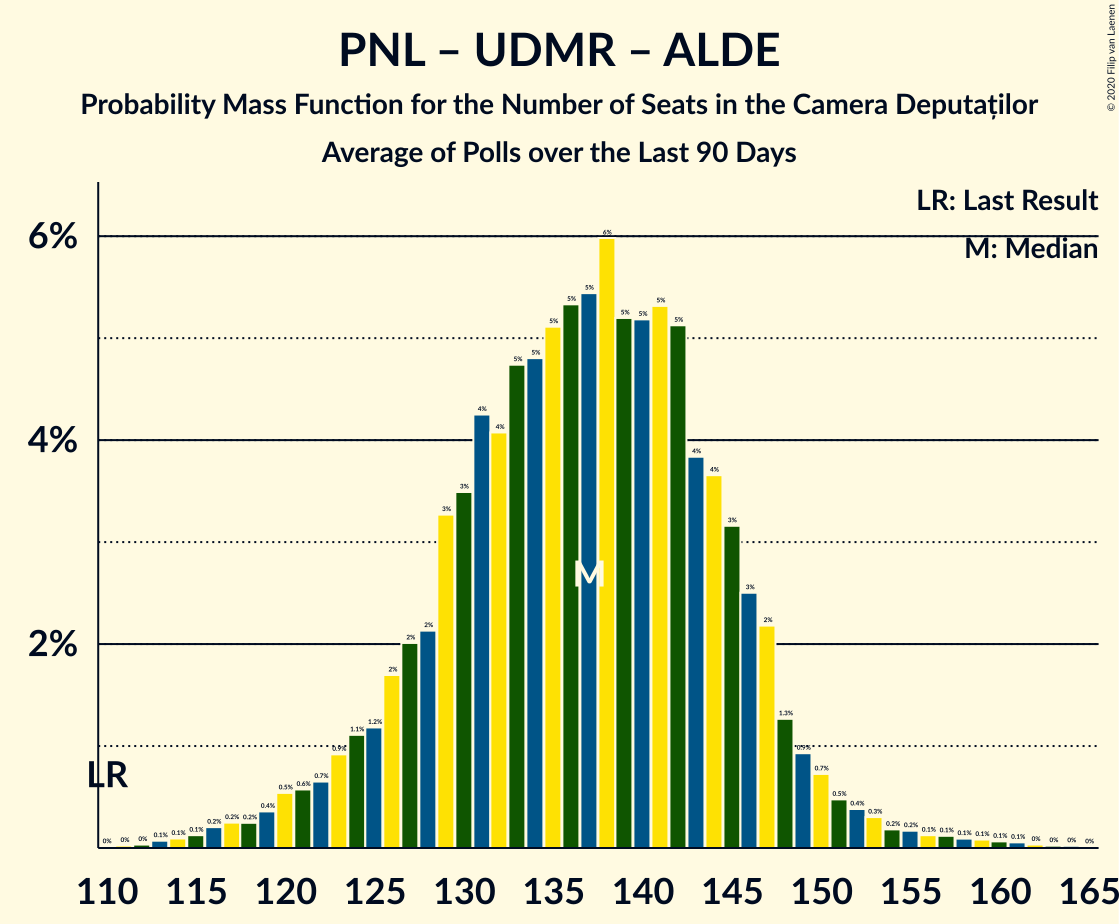 PNL – UDMR – ALDE
Probability Mass Function for the Number of Seats in the Camera Deputaților
Average of Polls over the Last 90 Days
© 2020 Filip van Laenen
LR: Last Result
M: Median
6%
4%
2%
0% 0% 0% 0.1% 0.1% 0.1% 0.2% 0.2% 0.2% 0.4% 0.5% 0.6% 0.7% 0.9% 1.1% 1.2% 2% 2% 2% 3% 3% 4% 4% 5% 5% 5% 5% 5% 6% 5% 5% 5% 5% 4% 4% 3% 3% 2% 1.3% 0.9% 0.7% 0.5% 0.4% 0.3% 0.2% 0.2% 0.1% 0.1% 0.1% 0.1% 0.1% 0.1% 0% 0% 0% 0%
M
LR
110 115 120 125 130 135 140 145 150 155 160 165